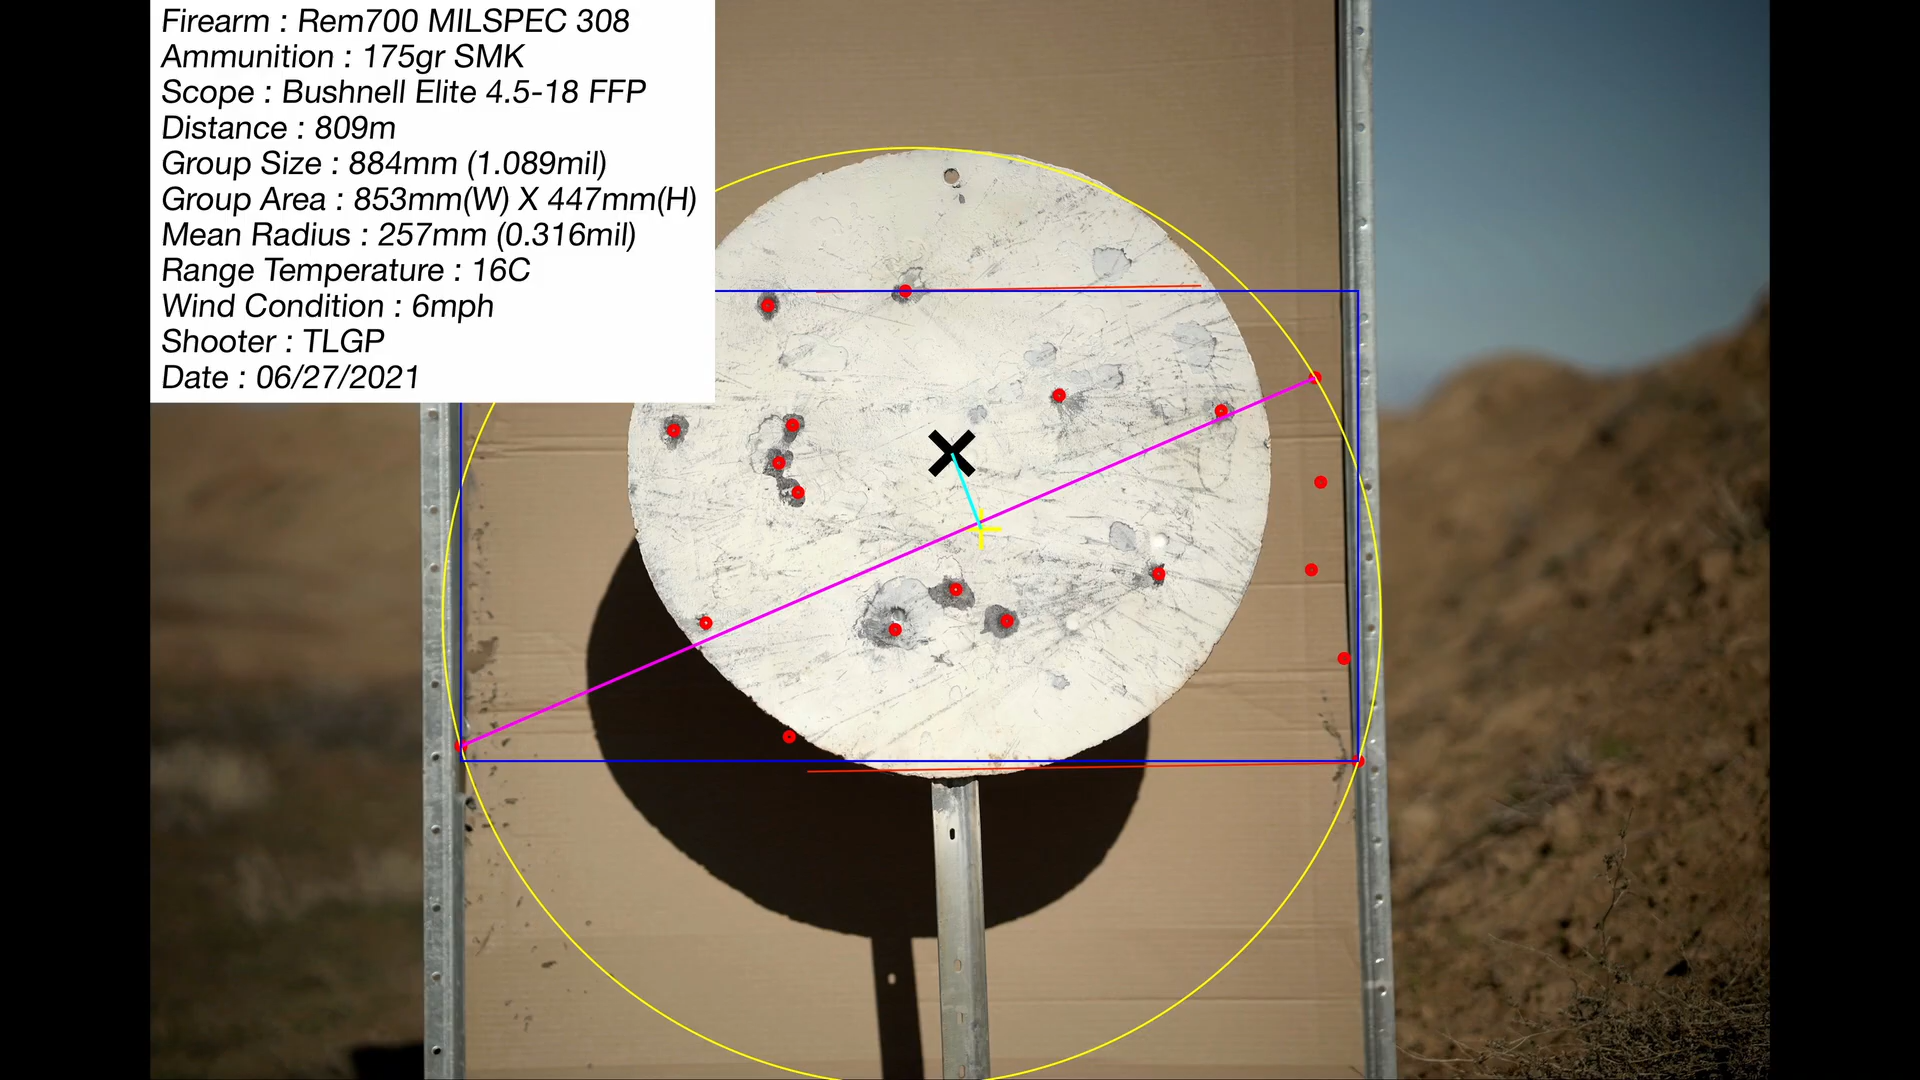 Firearm : Rem700 MILSPEC 308
Ammunition : 175gr SMK
Scope : Bushnell Elite 4.5-18 FFP
Distance : 809m
Group Size : 884mm (1.089mil)
Group Area : 853mm(W) X 447mm(H)
Mean Radius : 257mm (0.316mil)
Range Temperature : 16C
Wind Condition : 6mph
Shooter : TLGP
Date : 06/27/2021